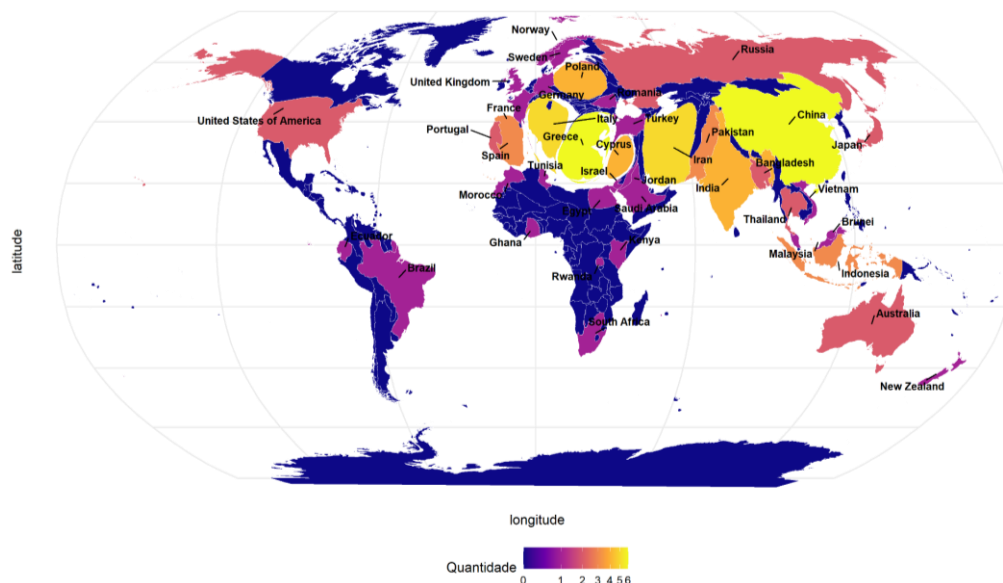 Norway
Sweden
Russia
Poland
United Kingdom
Germany
Romania
France
United States of America
Italy
Turkey
China
Portugal
Greece
Cyprus
Pakistan
Japan
Spain
Tunisia
Israel
Iran
Bangladesh
Jordan
India
Morocco
Vietnam
Egypt
Saudi Arabia
Thailand
Brunei
Ecuador
Ghana
Kenya
Malaysia
Brazil
Rwanda
Indonesia
latitude
South Africa
Australia
New Zealand
longitude
Quantidade
0 1 2 3 4 5 6